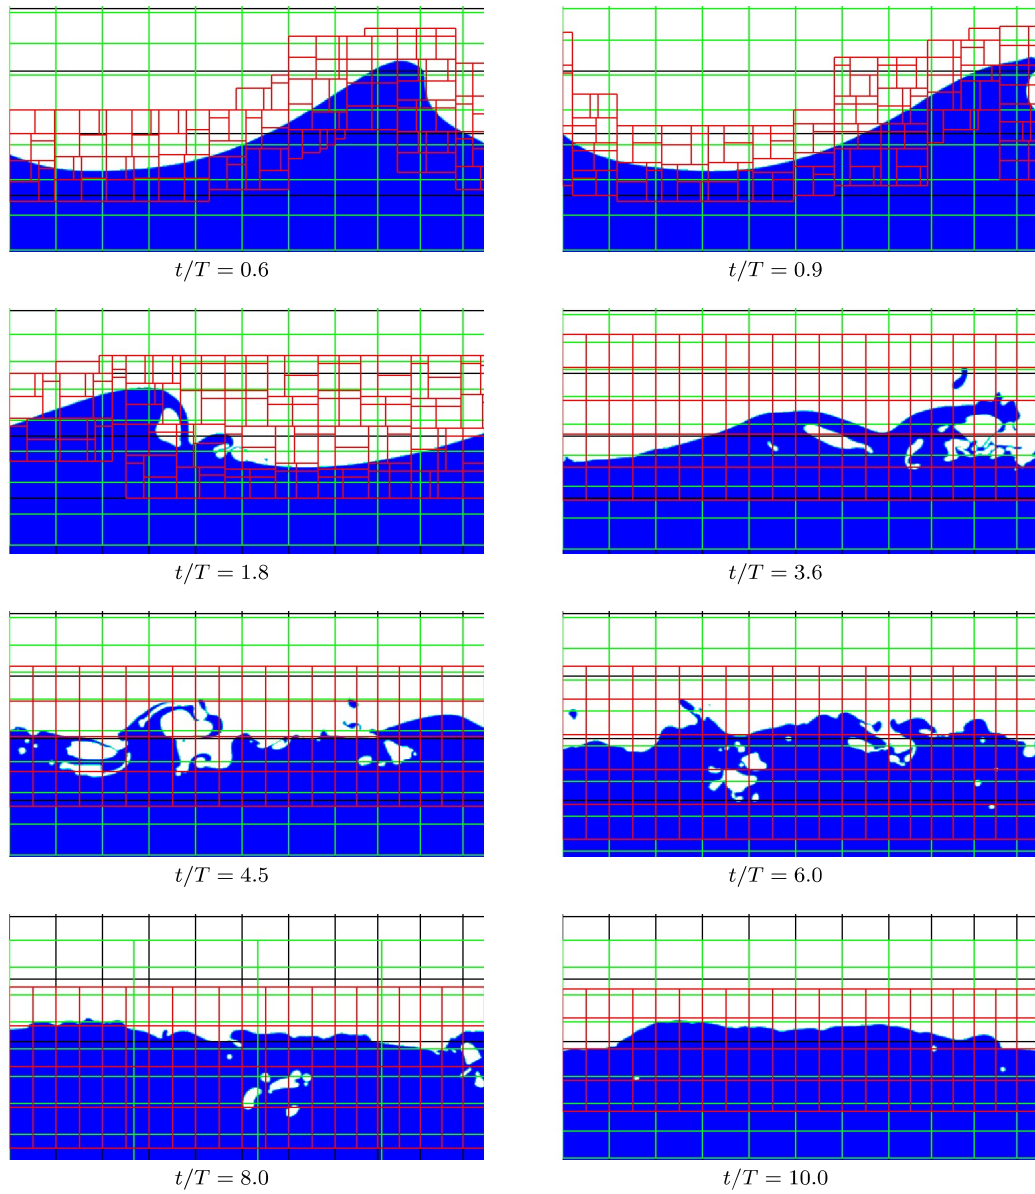 t/T = 0.6
t/T = 0.9
t/T = 1.8
t/T = 3.6
t/T = 4.5
t/T = 6.0
t/T = 8.0
t/T = 10.0